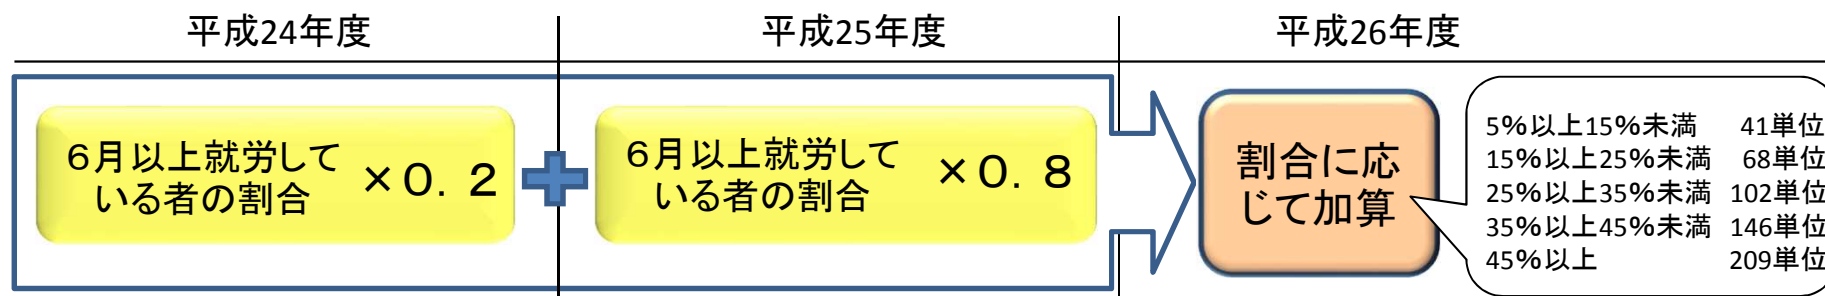 平成24年度
平成25年度
平成26年度
６月以上就労して
いる者の割合
×０．２
６月以上就労して
いる者の割合
×０．８
割合に応
じて加算
5％以上15％未満 41単位
15％以上25％未満 68単位
25％以上35％未満 102単位
35％以上45％未満 146単位
45％以上 209単位